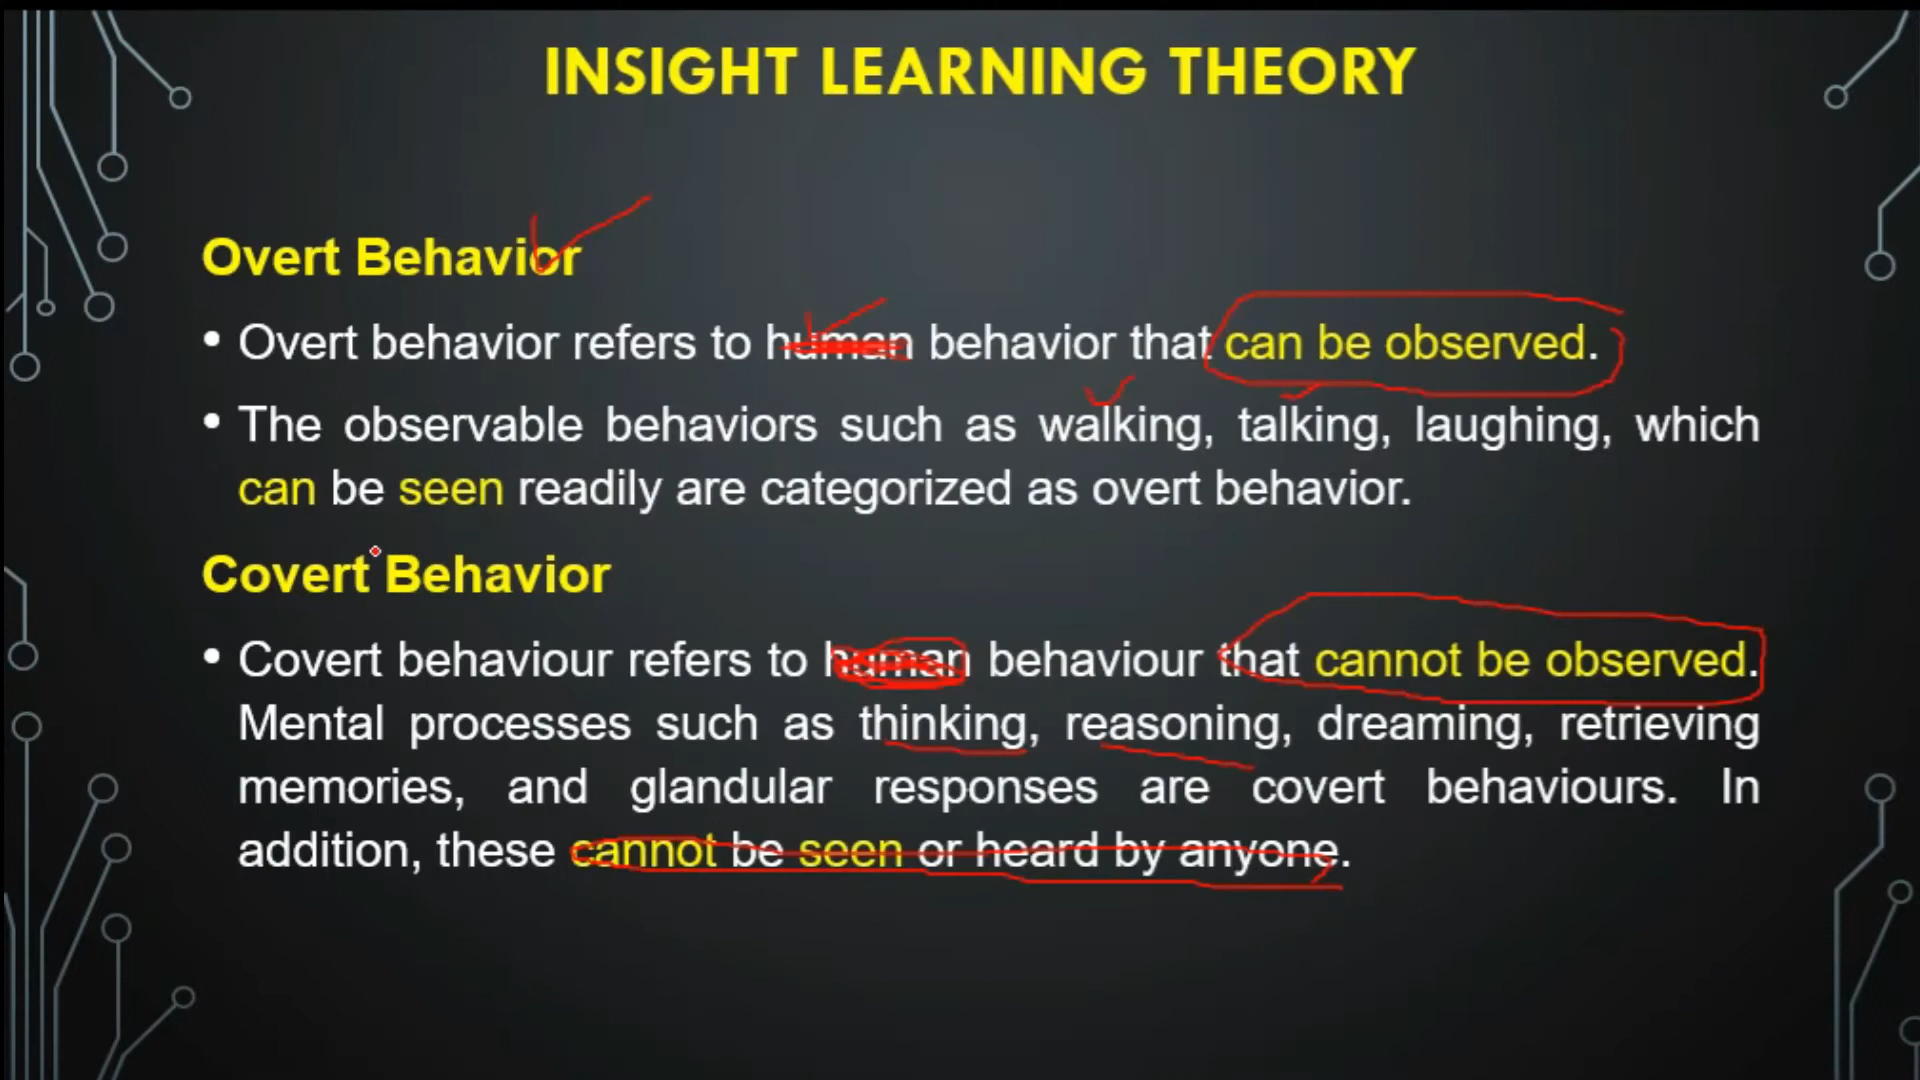 INSIGHT LEARNING THEORY
Overt Behavior
• Overt behavior refers to human behavior that can be observed.
• The observable behaviors such as walking, talking, laughing, which
can be seen readily are categorized as overt behavior.
Covert Behavior
• Covert behaviour refers to human behaviour that cannot be observed.
Mental processes such as thinking, reasoning, dreaming, retrieving
memories, and glandular responses are covert behaviours. In
addition, these cannot be seen or heard by anyone.